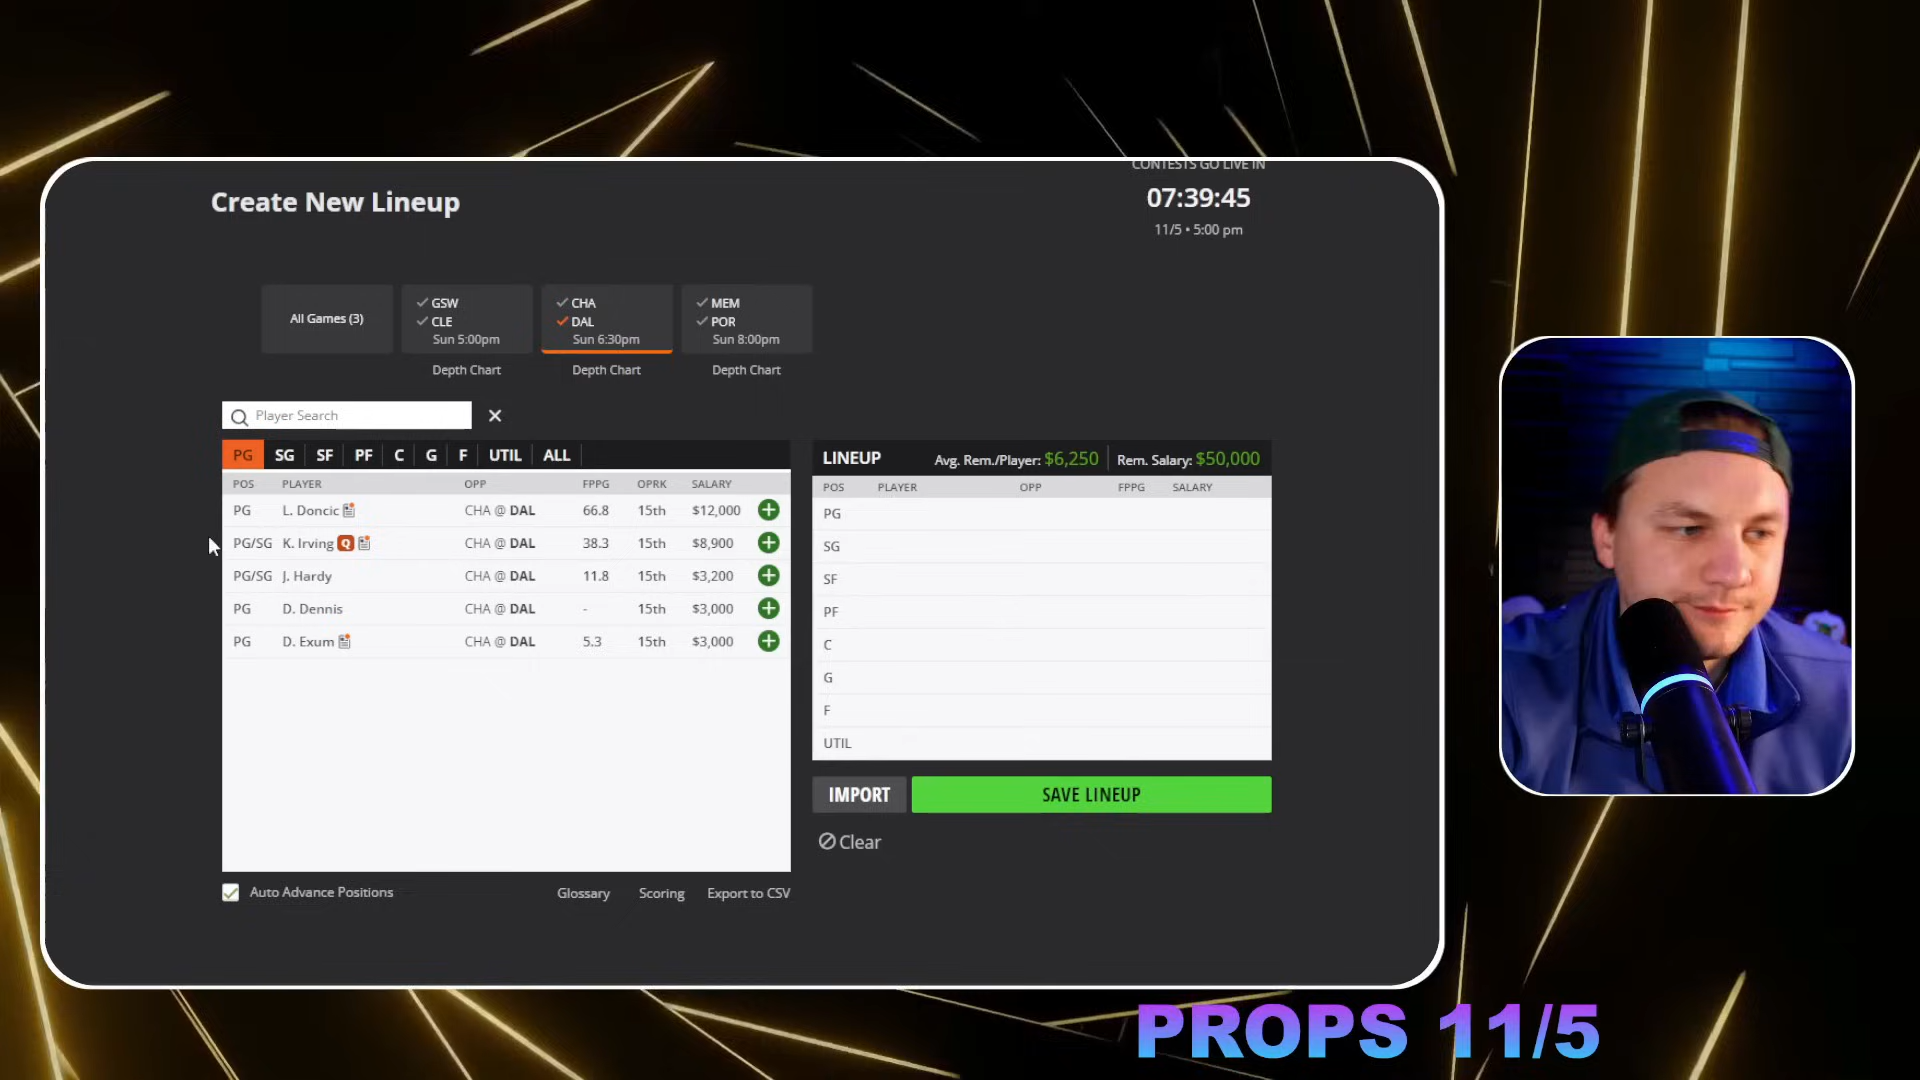 CONTESTS GO LIVE IN
Create New Lineup
07:39:45
11/5 • 5:00 pm
All Games (3)
GSW
CLE
Sun 5:00pm
CHA
DAL
Sun 6:30pm
MEM
POR
Sun 8:00pm
Depth Chart Depth Chart Depth Chart
Player Search
PG SG SF PF C G F UTIL ALL
POS PLAYER OPP FPPG OPRK SALARY
PG L. Doncic CHA @ DAL 66.8 15th $12,000
PG/SG K. Irving Q CHA @ DAL 38.3 15th $8,900
PG/SG J. Hardy CHA @ DAL 11.8 15th $3,200
PG D. Dennis CHA @ DAL - 15th $3,000
PG D. Exum CHA @ DAL 5.3 15th $3,000
Auto Advance Positions
Glossary Scoring Export to CSV
LINEUP Avg. Rem./Player: $6,250 Rem. Salary: $50,000
POS PLAYER OPP FPPG SALARY
PG
SG
SF
PF
C
G
F
UTIL
IMPORT SAVE LINEUP
Clear
PROPS 11/5